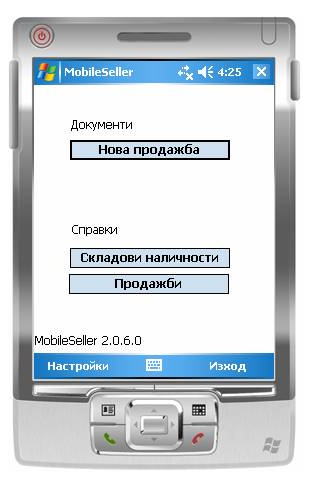 MobileSeller 4:25
Документи
Нова продажба
Справки
Складови наличности
Продажби
MobileSeller 2.0.6.0
Настройки Изход